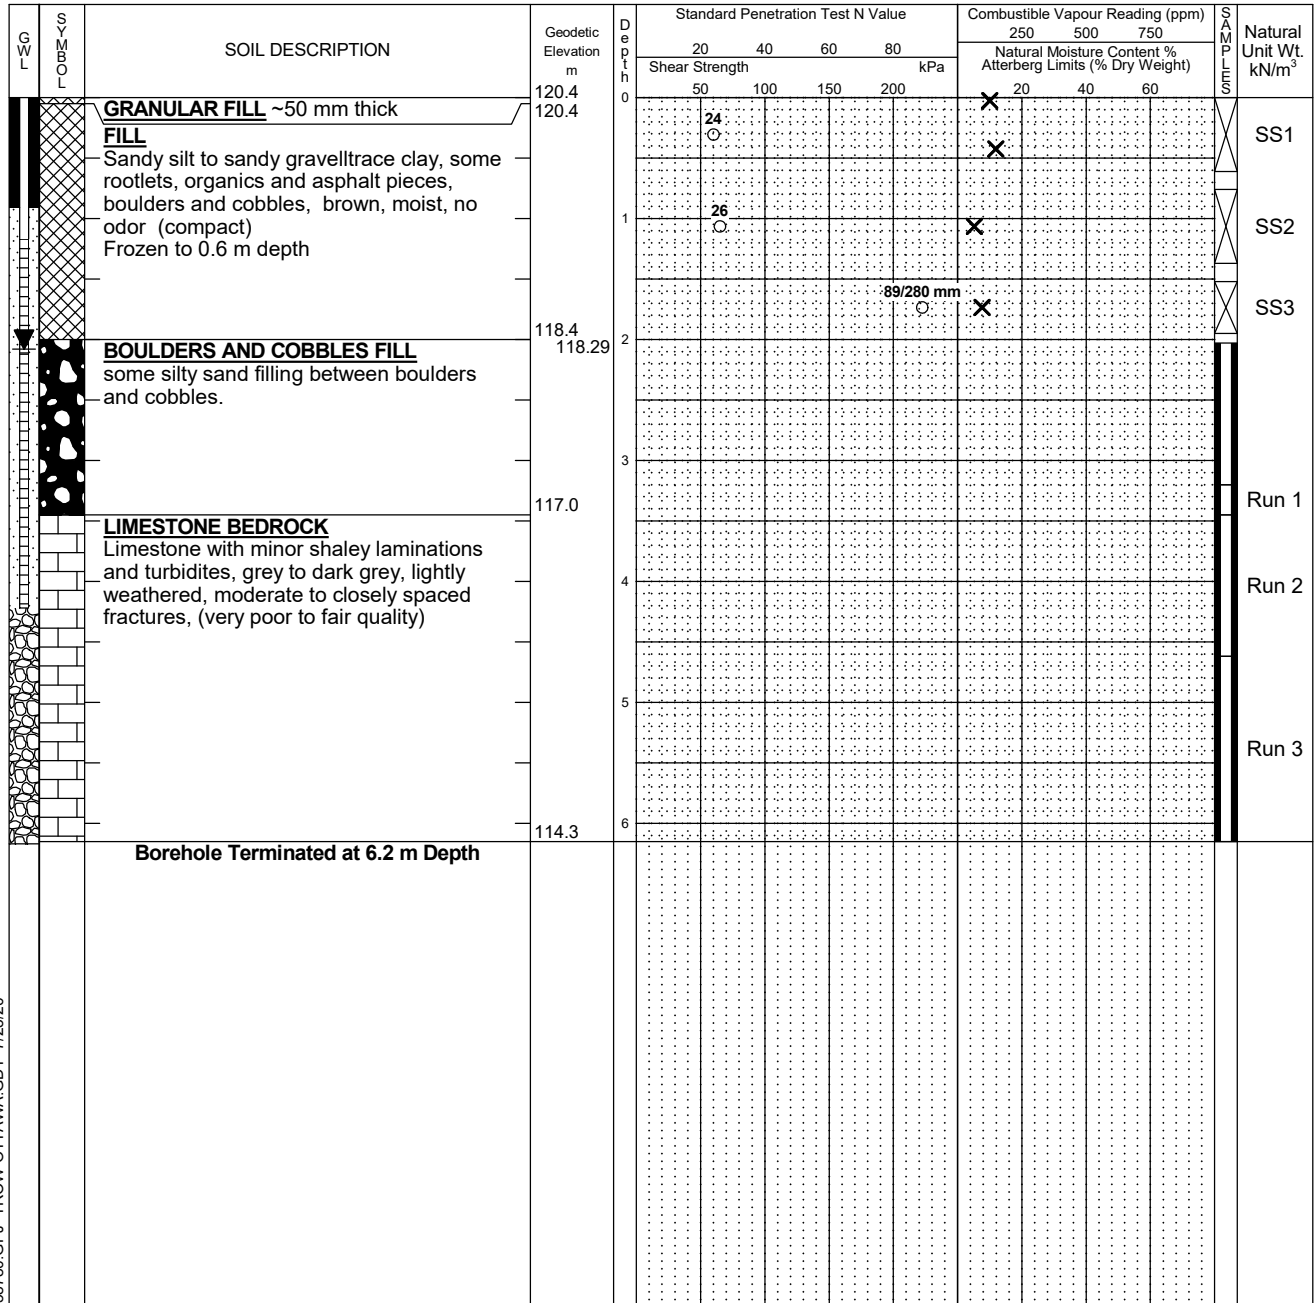 GWL
SYMBOL
SOIL DESCRIPTION
Geodetic
Elevation
m
Depth
Standard Penetration Test N Value
20 40 60 80
Shear Strength kPa
50 100 150 200
Combustible Vapour Reading (ppm)
250 500 750
Natural Moisture Content %
Atterberg Limits (% Dry Weight)
20 40 60
SAMPLES
Natural
Unit Wt.
kN/m³
120.4
0
GRANULAR FILL ~50 mm thick
120.4
FILL
Sandy silt to sandy gravelltrace clay, some
rootlets, organics and asphalt pieces,
boulders and cobbles, brown, moist, no
odor (compact)
Frozen to 0.6 m depth
24
SS1
1
26
SS2
89/280 mm
SS3
118.4
2
118.29
BOULDERS AND COBBLES FILL
some silty sand filling between boulders
and cobbles.
3
117.0
Run 1
LIMESTONE BEDROCK
Limestone with minor shaley laminations
and turbidites, grey to dark grey, lightly
weathered, moderate to closely spaced
fractures, (very poor to fair quality)
4
Run 2
5
Run 3
6
114.3
Borehole Terminated at 6.2 m Depth